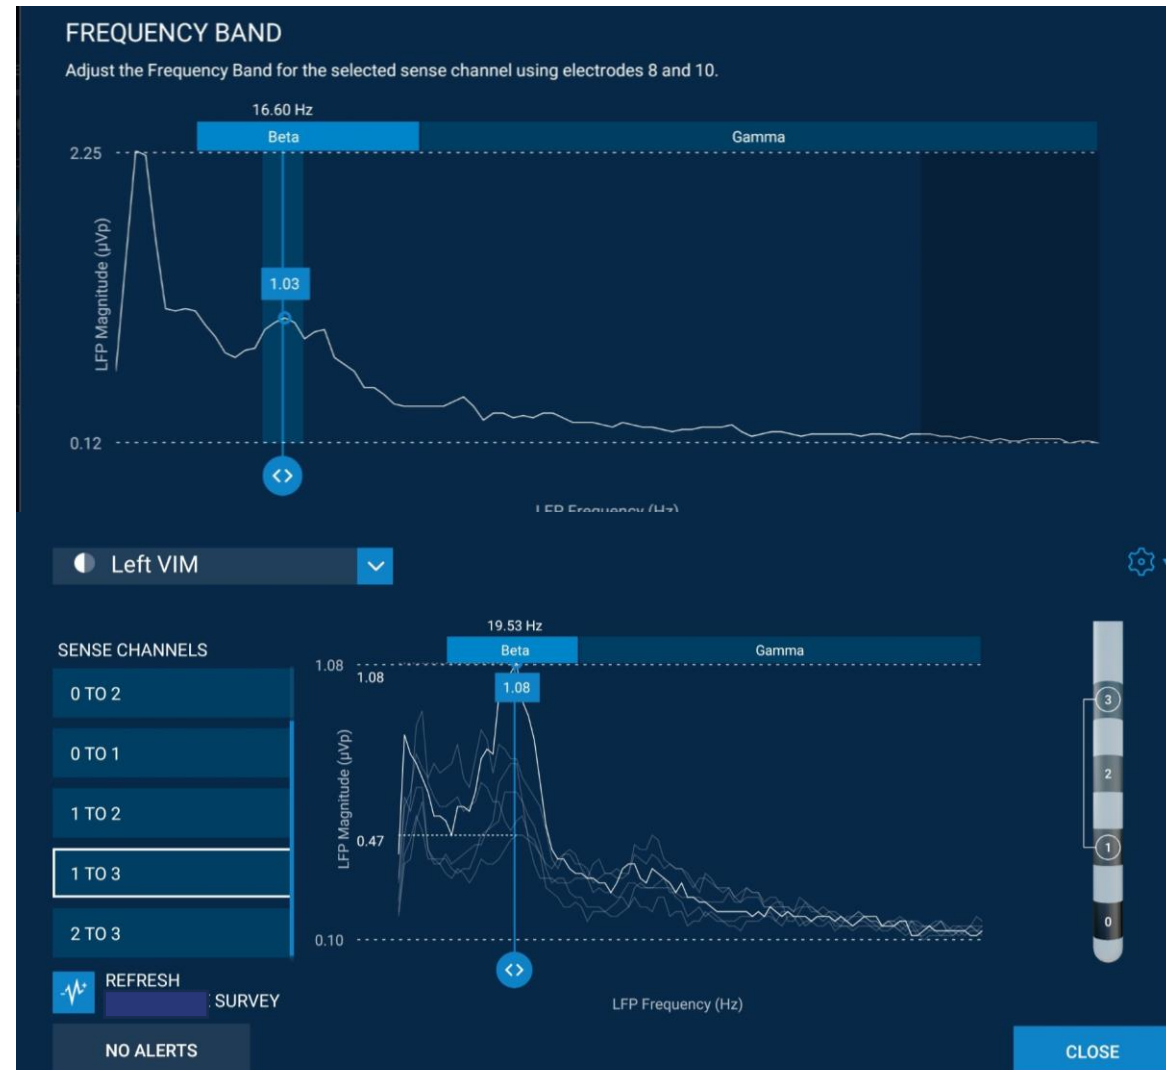 FREQUENCY BAND
Adjust the Frequency Band for the selected sense channel using electrodes 8 and 10.
16.60 Hz
Beta
Gamma
2.25
LFP Magnitude (µVp)
1.03
0.12
LFP Frequency (Hz)
Left VIM
SENSE CHANNELS
0 TO 2
0 TO 1
1 TO 2
1 TO 3
2 TO 3
19.53 Hz
Beta
Gamma
1.08
1.08
1.08
LFP Magnitude (µVp)
0.47
0.10
LFP Frequency (Hz)
3
2
1
0
REFRESH
SURVEY
NO ALERTS
CLOSE